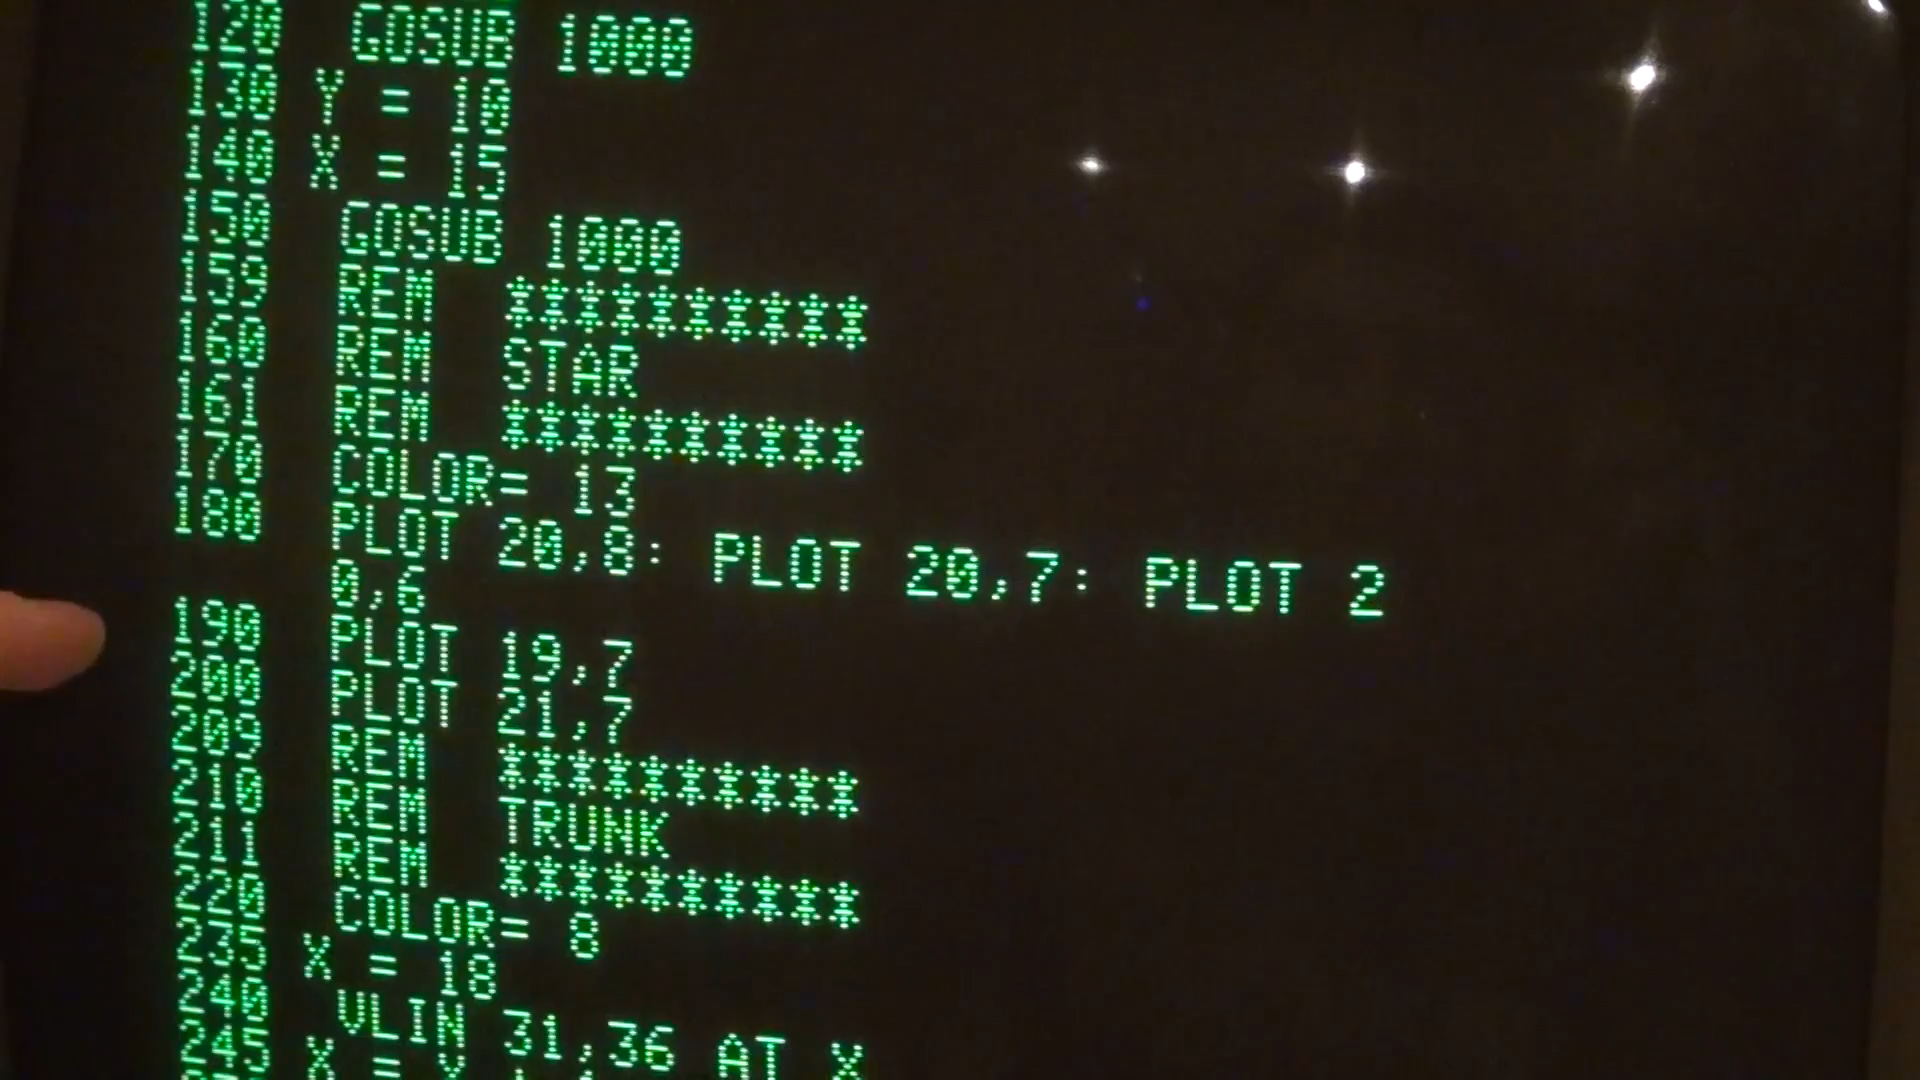 120 GOSUB 1000
130 Y = 10
140 X = 15
150 GOSUB 1000
159 REM **********
160 REM STAR
161 REM **********
170 COLOR= 13
180 PLOT 20,8: PLOT 20,7: PLOT 2
0,6
190 PLOT 19,7
200 PLOT 21,7
209 REM **********
210 REM TRUNK
211 REM **********
220 COLOR= 8
235 X = 18
240 VLIN 31,36 AT X
245 X =